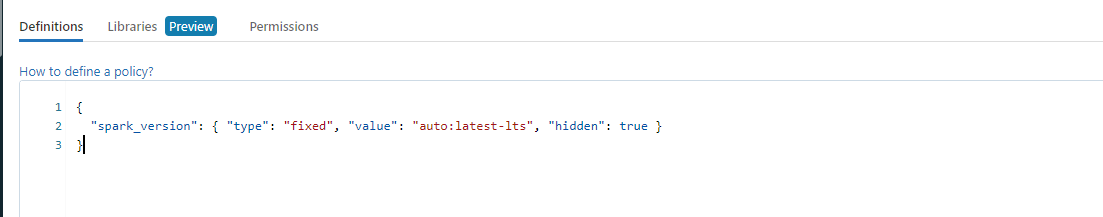 Definitions Libraries Preview Permissions
How to define a policy?
1 {
2 "spark_version": { "type": "fixed", "value": "auto:latest-lts", "hidden": true }
3 }